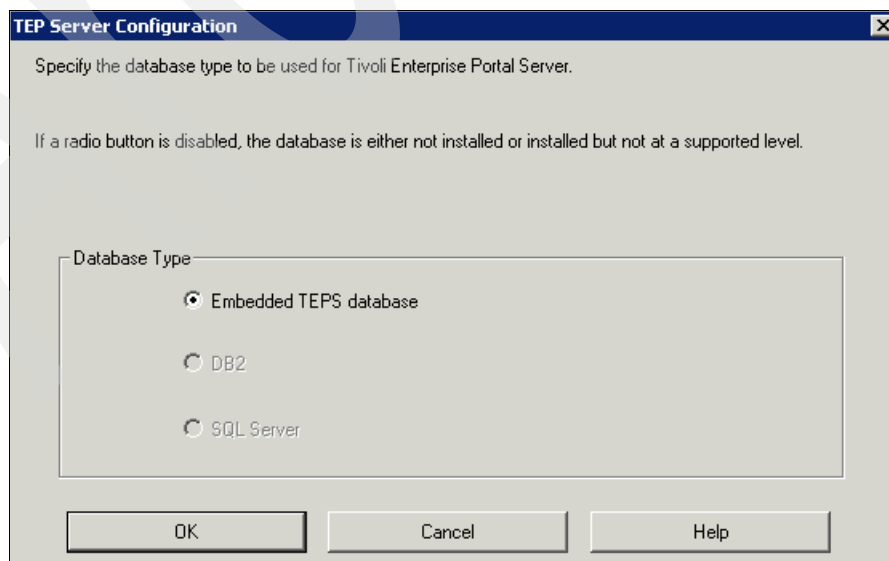 TEP Server Configuration
Specify the database type to be used for Tivoli Enterprise Portal Server.
If a radio button is disabled, the database is either not installed or installed but not at a supported level.
Database Type
Embedded TEPS database
DB2
SQL Server
OK
Cancel
Help